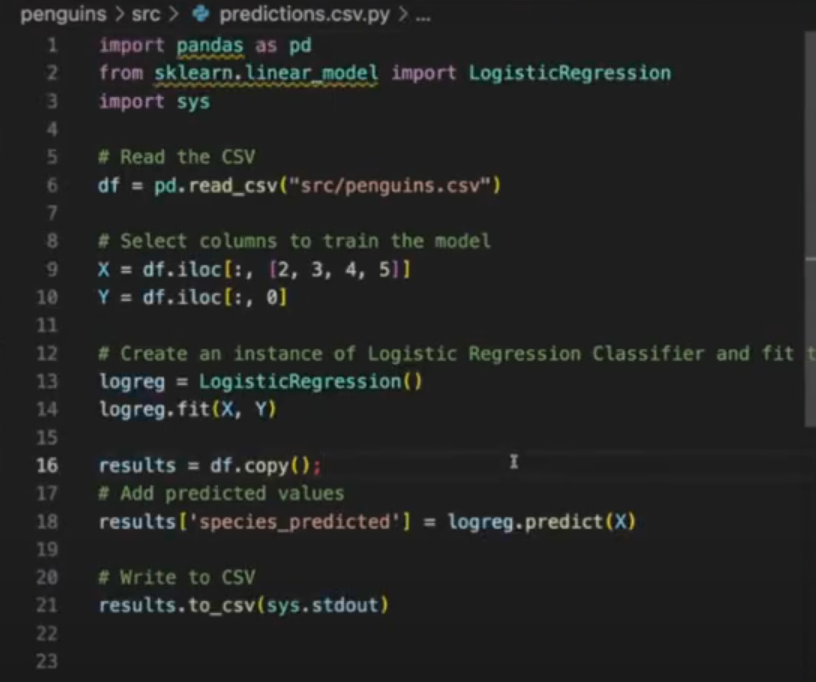 penguins > src > predictions.csv.py > ...
1 import pandas as pd
2 from sklearn.linear_model import LogisticRegression
3 import sys
4
5 # Read the CSV
6 df = pd.read_csv("src/penguins.csv")
7
8 # Select columns to train the model
9 X = df.iloc[:, [2, 3, 4, 5]]
10 Y = df.iloc[:, 0]
11
12 # Create an instance of Logistic Regression Classifier and fit t
13 logreg = LogisticRegression()
14 logreg.fit(X, Y)
15
16 results = df.copy();
17 # Add predicted values
18 results['species_predicted'] = logreg.predict(X)
19
20 # Write to CSV
21 results.to_csv(sys.stdout)
22
23